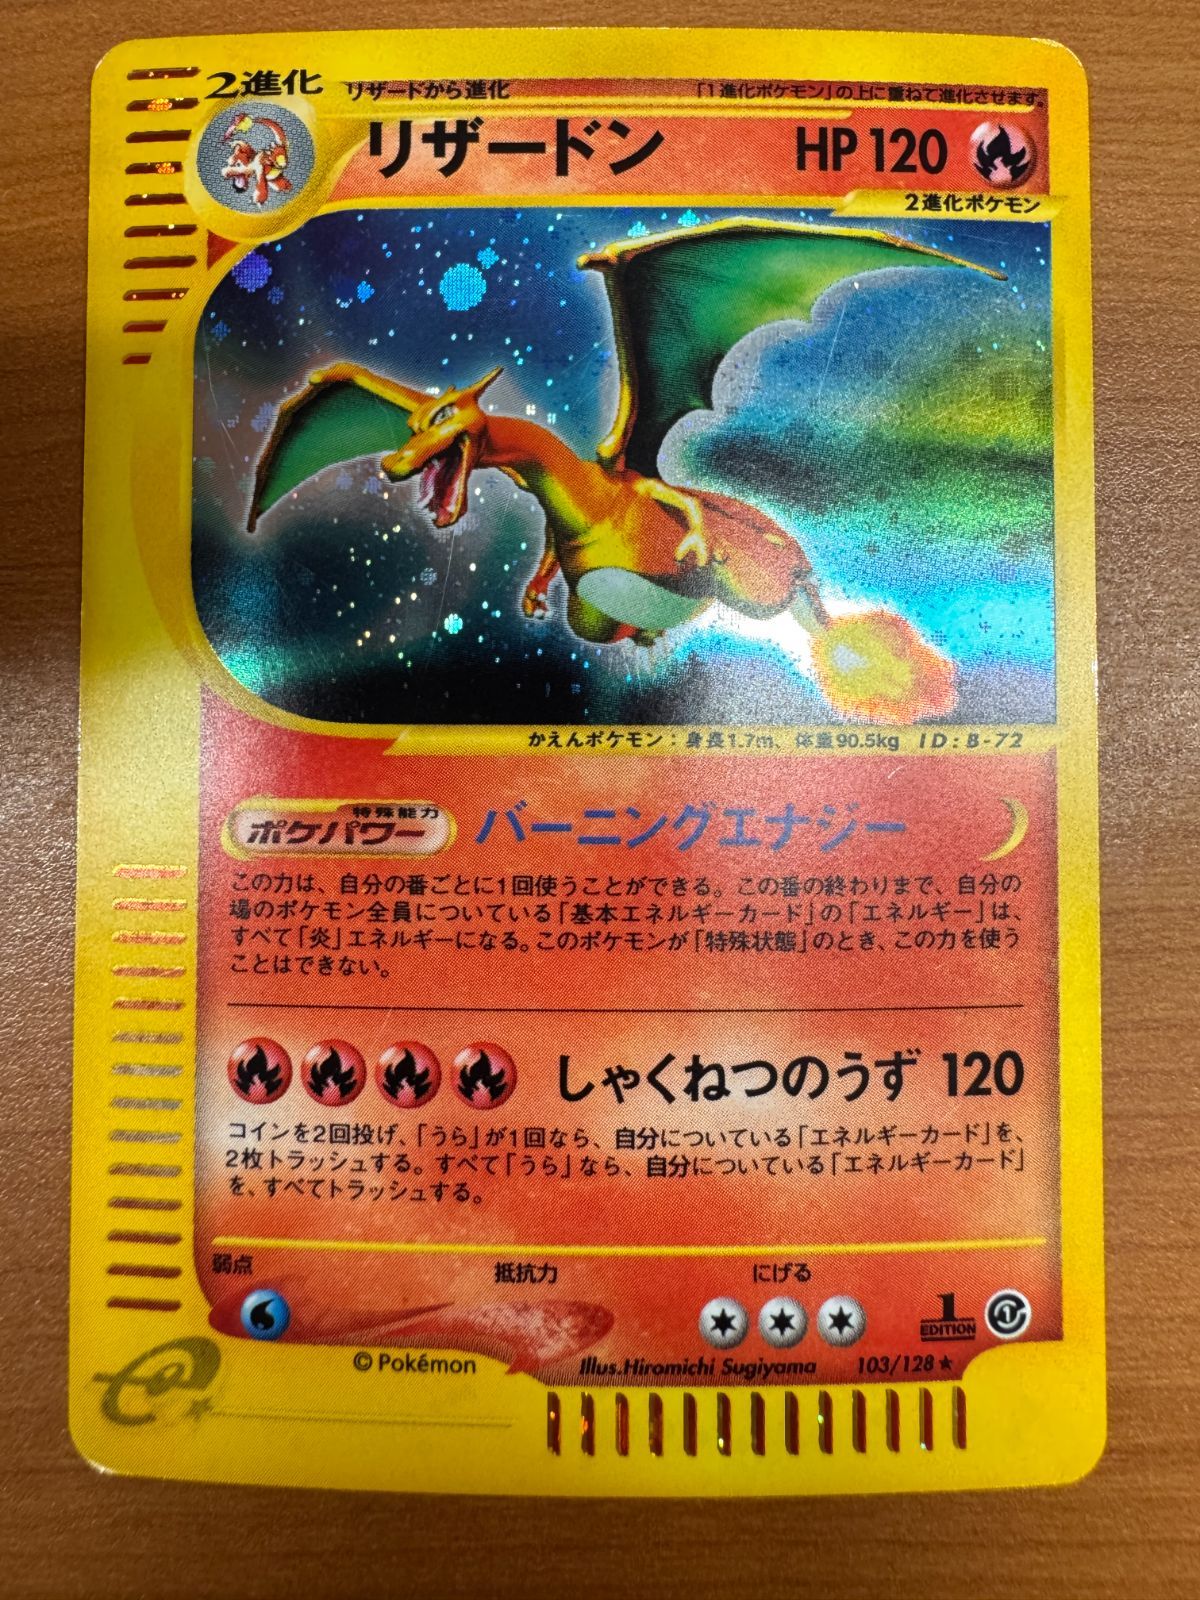 2進化 リザードから進化 「1進化ポケモン」の上に重ねて進化させます。
リザードン HP 120
2進化ポケモン
かえんポケモン：身長1.7m、体重90.5kg ID：B-72
特殊能力
ポケパワー バーニングエナジー
この力は、自分の番ごとに1回使うことができる。この番の終わりまで、自分の
場のポケモン全員についている「基本エネルギーカード」の「エネルギー」は、
すべて「炎」エネルギーになる。このポケモンが「特殊状態」のとき、この力を使う
ことはできない。
しゃくねつのうず 120
コインを2回投げ、「うら」が1回なら、自分についている「エネルギーカード」を、
2枚トラッシュする。すべて「うら」なら、自分についている「エネルギーカード」
を、すべてトラッシュする。
弱点 抵抗力 にげる
1
EDITION
© Pokémon Illus.Hiromichi Sugiyama 103/128★
e